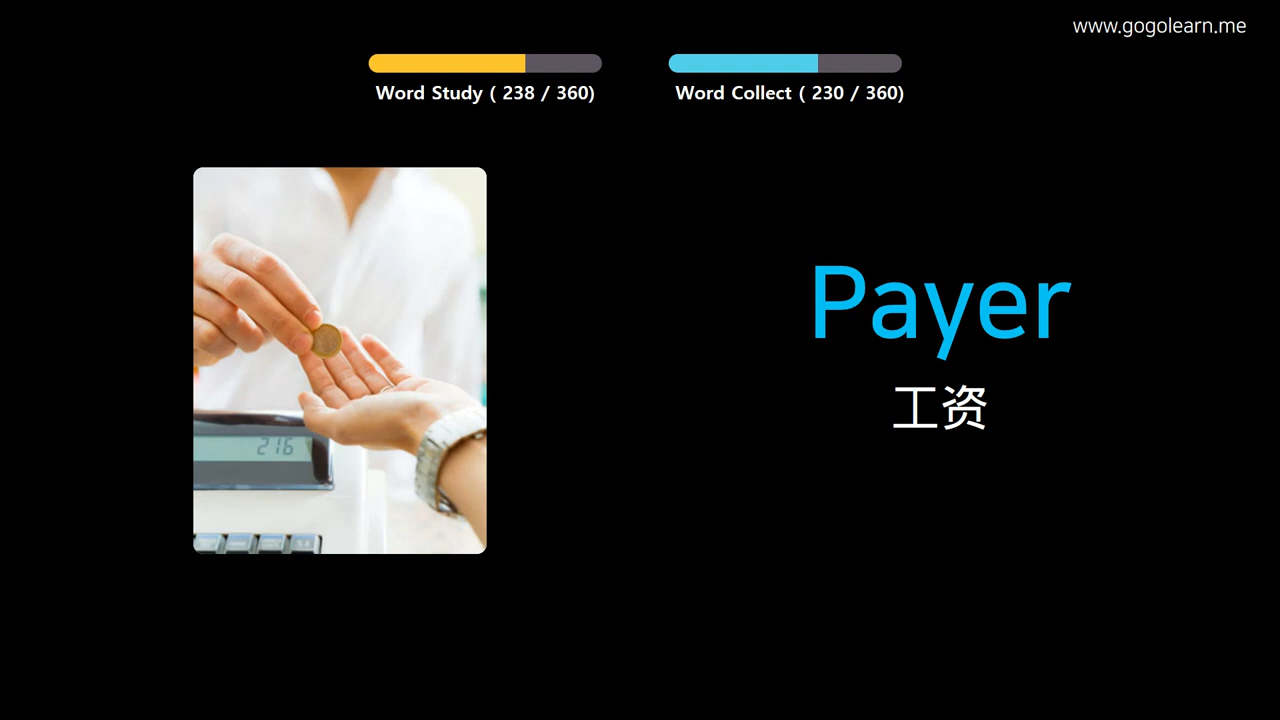 www.gogolearn.me
Word Study ( 238 / 360)
Word Collect ( 230 / 360)
216
Payer
工资